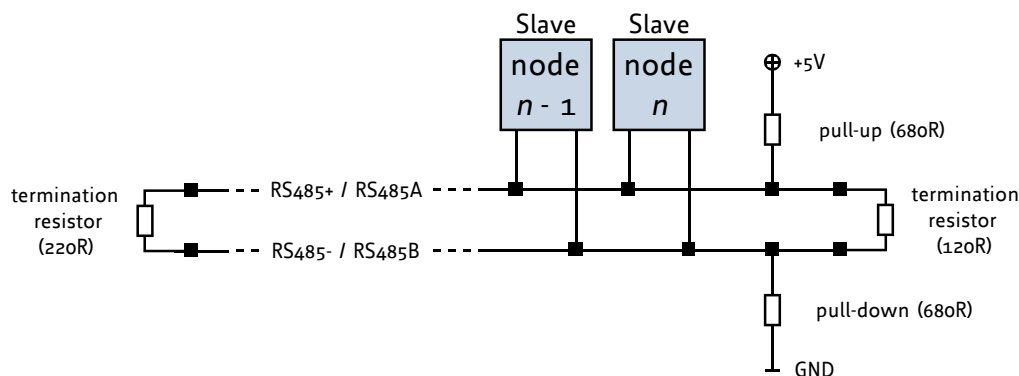 Slave
node
n - 1
Slave
node
n
+5V
pull-up (680R)
termination
resistor
(220R)
RS485+ / RS485A
RS485- / RS485B
termination
resistor
(120R)
pull-down (680R)
GND